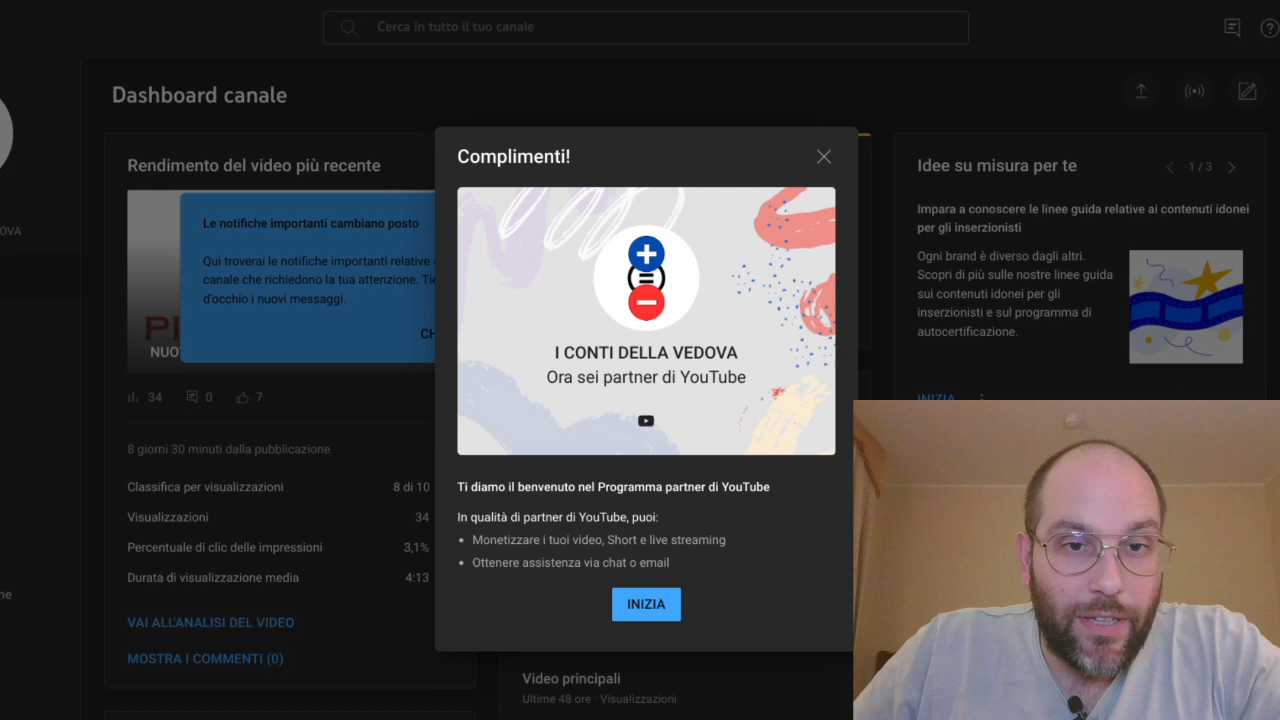 Cerca in tutto il tuo canale
Dashboard canale
OVA
me
Rendimento del video più recente
Le notifiche importanti cambiano posto
Qui troverai le notifiche importanti relative
canale che richiedono la tua attenzione.
d'occhio i nuovi messaggi.
34
0
7
8 giorni 30 minuti dalla pubblicazione
Classifica per visualizzazioni 8 di 10
Visualizzazioni 34
Percentuale di clic delle impressioni 3,1%
Durata di visualizzazione media 4:13
VAI ALL'ANALISI DEL VIDEO
MOSTRA I COMMENTI (0)
Complimenti!
I CONTI DELLA VEDOVA
Ora sei partner di YouTube
Ti diamo il benvenuto nel Programma partner di YouTube
In qualità di partner di YouTube, puoi:
• Monetizzare i tuoi video, Short e live streaming
• Ottenere assistenza via chat o email
INIZIA
Video principali
Ultime 48 ore · Visualizzazioni
Idee su misura per te
1 / 3
Impara a conoscere le linee guida relative ai contenuti idonei
per gli inserzionisti
Ogni brand è diverso dagli altri.
Scopri di più sulle nostre linee guida
sui contenuti idonei per gli
inserzionisti e sul programma di
autocertificazione.
INIZIA